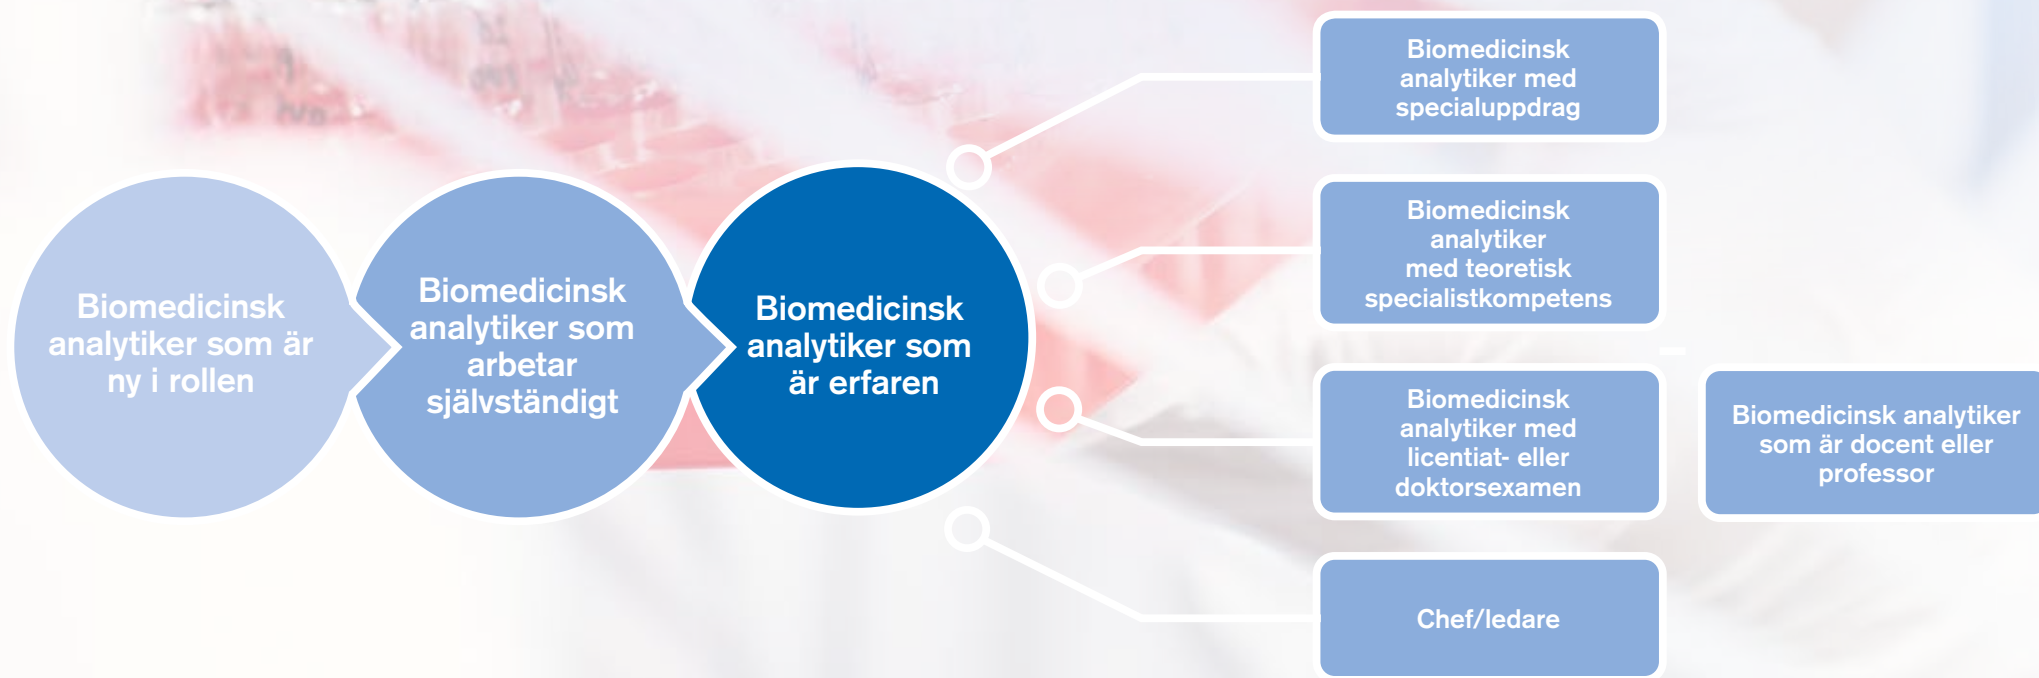 Biomedicinsk
analytiker som är
ny i rollen
Biomedicinsk
analytiker som
arbetar
självständigt
Biomedicinsk
analytiker som
är erfaren
Biomedicinsk
analytiker med
specialuppdrag
Biomedicinsk
analytiker
med teoretisk
specialistkompetens
Biomedicinsk
analytiker med
licentiat- eller
doktorsexamen
Biomedicinsk analytiker
som är docent eller
professor
Chef/ledare